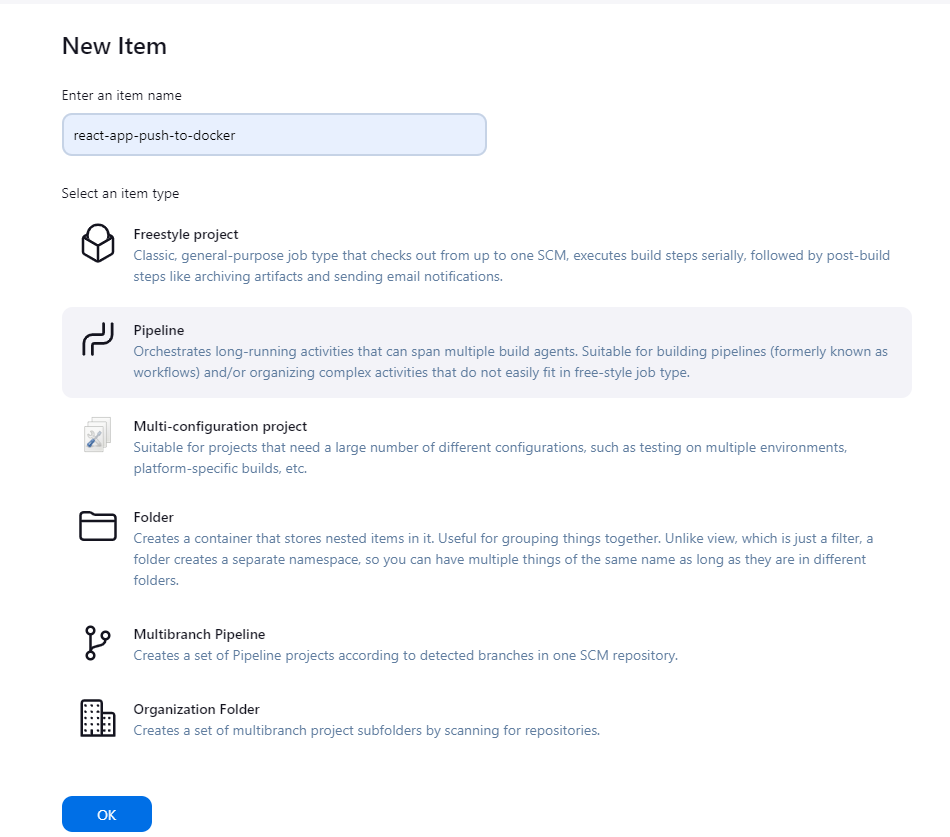 New Item
Enter an item name
react-app-push-to-docker
Select an item type
Freestyle project
Classic, general-purpose job type that checks out from up to one SCM, executes build steps serially, followed by post-build
steps like archiving artifacts and sending email notifications.
Pipeline
Orchestrates long-running activities that can span multiple build agents. Suitable for building pipelines (formerly known as
workflows) and/or organizing complex activities that do not easily fit in free-style job type.
Multi-configuration project
Suitable for projects that need a large number of different configurations, such as testing on multiple environments,
platform-specific builds, etc.
Folder
Creates a container that stores nested items in it. Useful for grouping things together. Unlike view, which is just a filter, a
folder creates a separate namespace, so you can have multiple things of the same name as long as they are in different
folders.
Multibranch Pipeline
Creates a set of Pipeline projects according to detected branches in one SCM repository.
Organization Folder
Creates a set of multibranch project subfolders by scanning for repositories.
OK